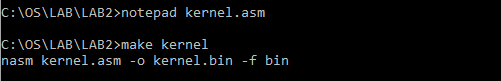 C:\OS\LAB\LAB2>notepad kernel.asm
C:\OS\LAB\LAB2>make kernel
nasm kernel.asm -o kernel.bin -f bin